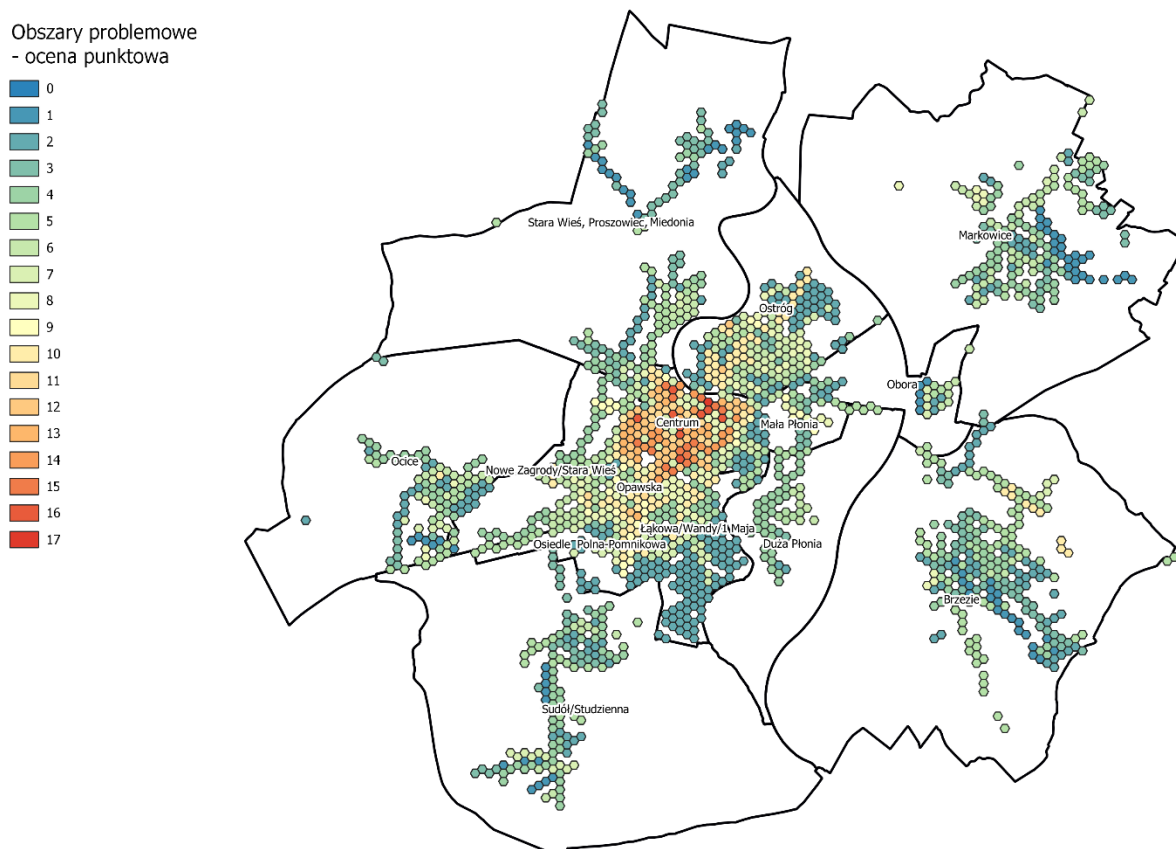 Obszary problemowe
- ocena punktowa
0
1
2
3
4
5
6
7
8
9
10
11
12
13
14
15
16
17
Stara Wieś, Proszowiec, Miedonia
Markowice
Ostróg
Obora
Centrum
Mała Płonia
Ocice
Nowe Zagrody/Stara Wieś
Opawska
Łąkowa/Wandy/1 Maja
Osiedle Polna-Pomnikowa
Duża Płonia
Brzezie
Sudół/Studzienna